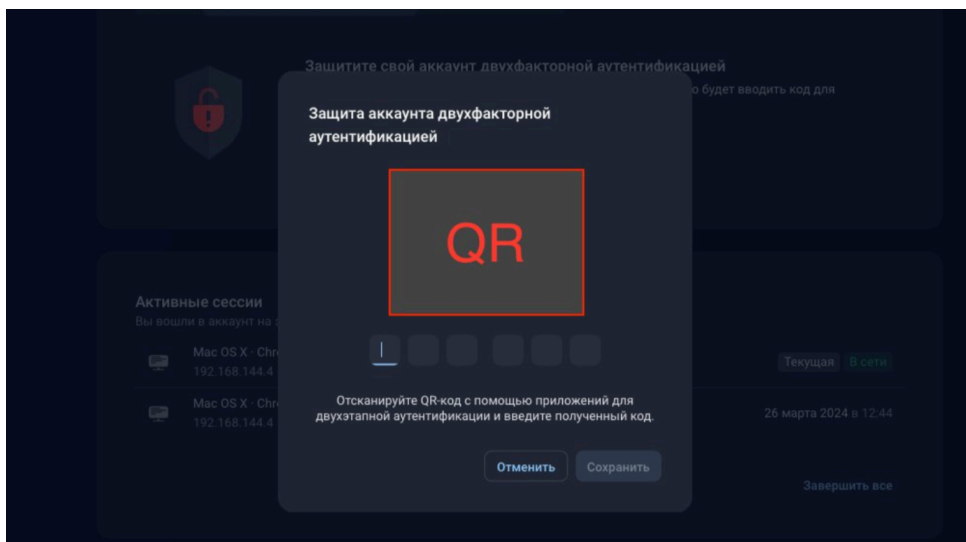 Защитите свой аккаунт двухфакторной аутентификацией
о будет вводить код для
Защита аккаунта двухфакторной
аутентификацией
QR
Активные сессии
Вы вошли в аккаунт на
Mac OS X · Chr
192.168.144.4
Текущая В сети
Mac OS X · Chr
192.168.144.4
26 марта 2024 в 12:44
Отсканируйте QR-код с помощью приложений для
двухэтапной аутентификации и введите полученный код.
Отменить Сохранить
Завершить все